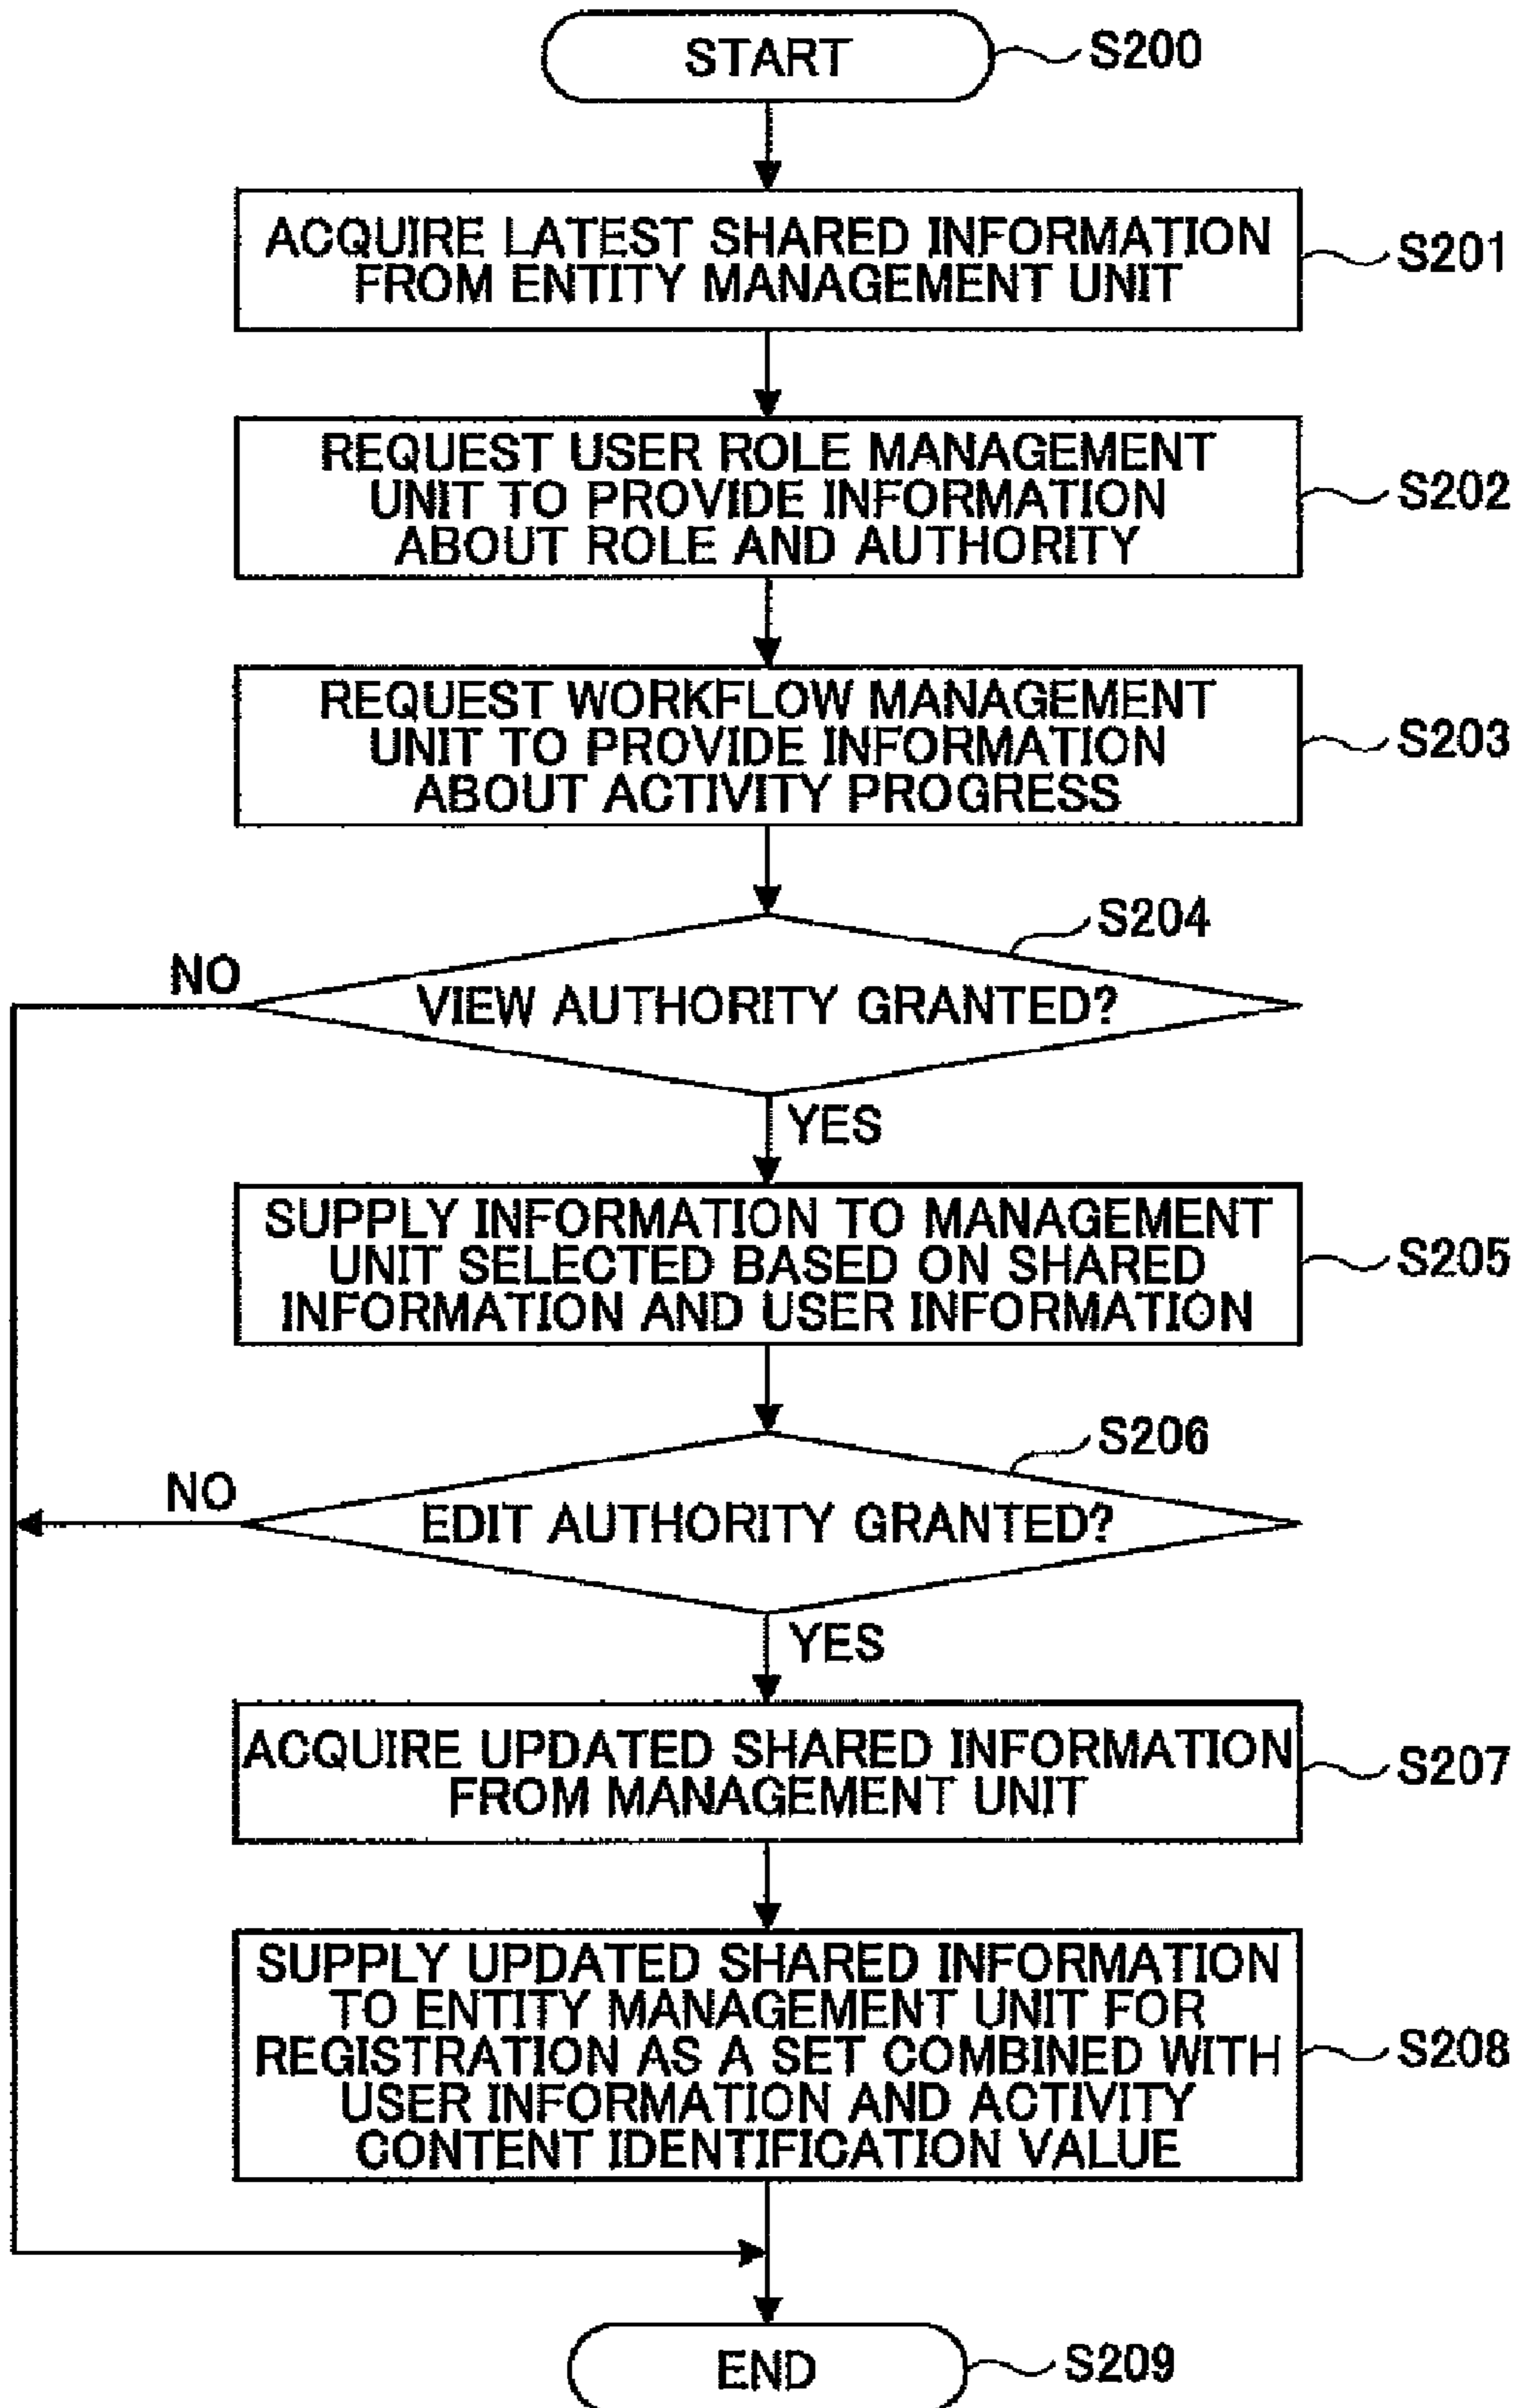 START
S200
ACQUIRE LATEST SHARED INFORMATION
FROM ENTITY MANAGEMENT UNIT
S201
REQUEST USER ROLE MANAGEMENT
UNIT TO PROVIDE INFORMATION
ABOUT ROLE AND AUTHORITY
S202
REQUEST WORKFLOW MANAGEMENT
UNIT TO PROVIDE INFORMATION
ABOUT ACTIVITY PROGRESS
S203
S204
NO
VIEW AUTHORITY GRANTED?
YES
SUPPLY INFORMATION TO MANAGEMENT
UNIT SELECTED BASED ON SHARED
INFORMATION AND USER INFORMATION
S205
S206
NO
EDIT AUTHORITY GRANTED?
YES
ACQUIRE UPDATED SHARED INFORMATION
FROM MANAGEMENT UNIT
S207
SUPPLY UPDATED SHARED INFORMATION
TO ENTITY MANAGEMENT UNIT FOR
REGISTRATION AS A SET COMBINED WITH
USER INFORMATION AND ACTIVITY
CONTENT IDENTIFICATION VALUE
S208
END
S209